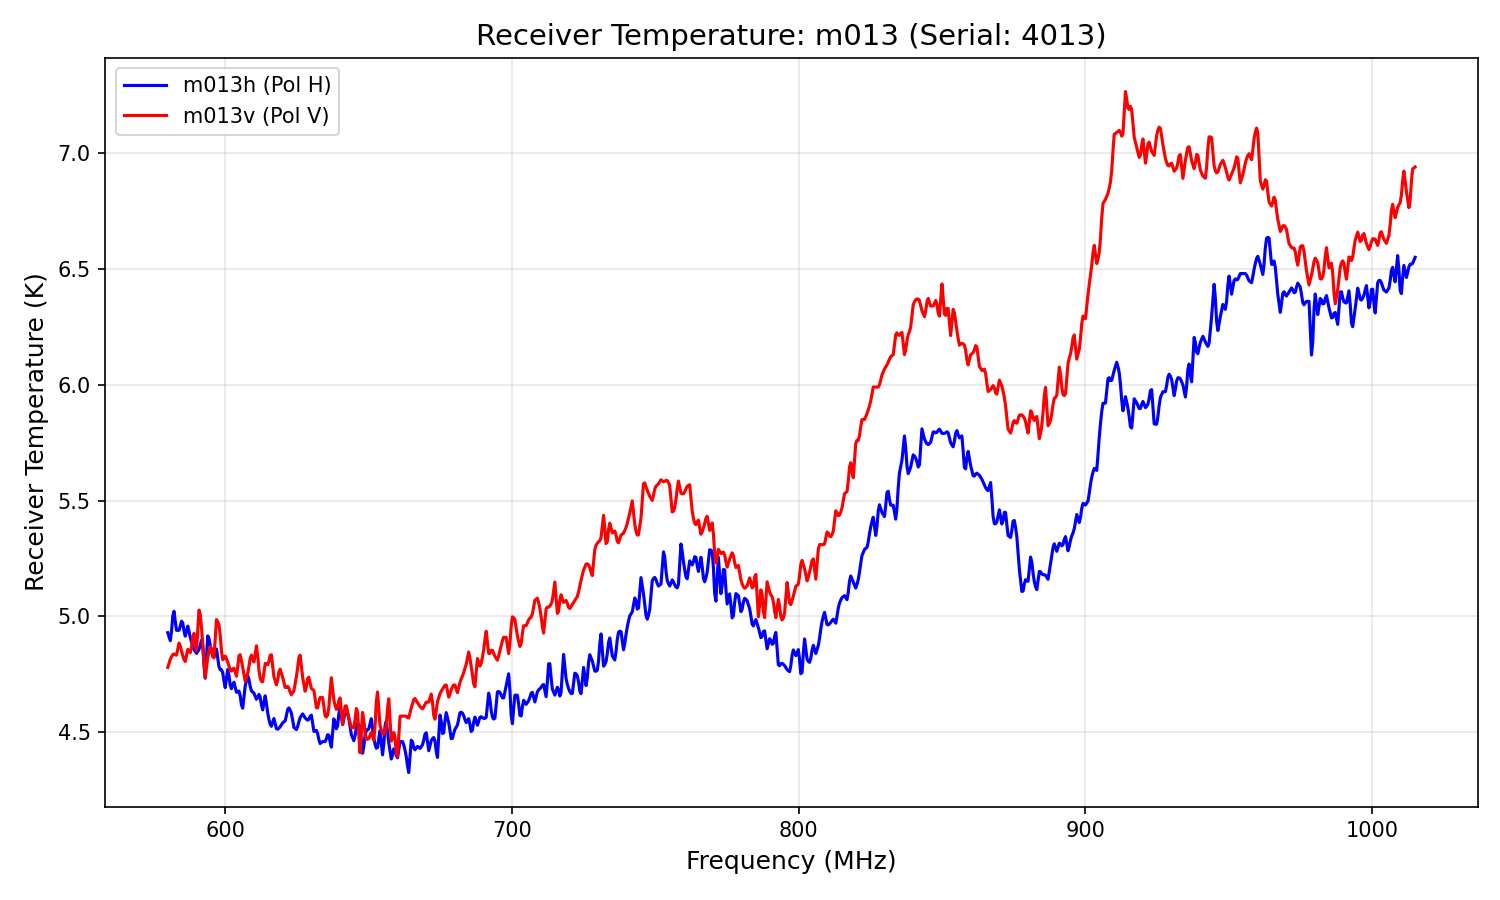 Receiver Temperature: m013 (Serial: 4013)
m013h (Pol H)
m013v (Pol V)
Receiver Temperature (K)
7.0
6.5
6.0
5.5
5.0
4.5
600 700 800 900 1000
Frequency (MHz)